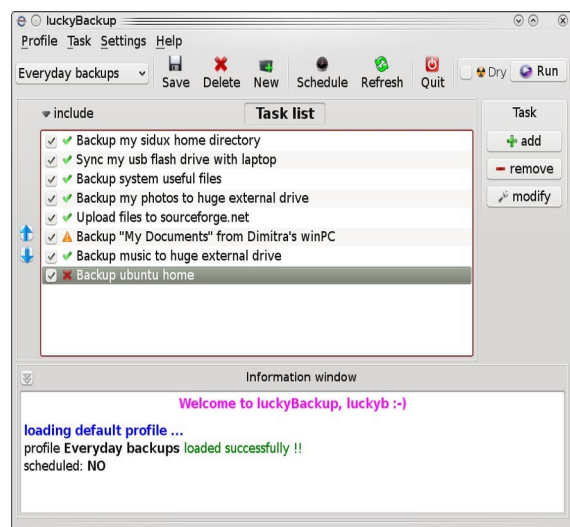 luckyBackup
Profile Task Settings Help
Everyday backups
Save Delete New Schedule Refresh Quit
Dry Run
include
Task list
Task
Backup my sidux home directory
Sync my usb flash drive with laptop
Backup system useful files
Backup my photos to huge external drive
Upload files to sourceforge.net
Backup "My Documents" from Dimitra's winPC
Backup music to huge external drive
Backup ubuntu home
add
remove
modify
Information window
Welcome to luckyBackup, luckyb :-)
loading default profile ...
profile Everyday backups loaded successfully !!
scheduled: NO